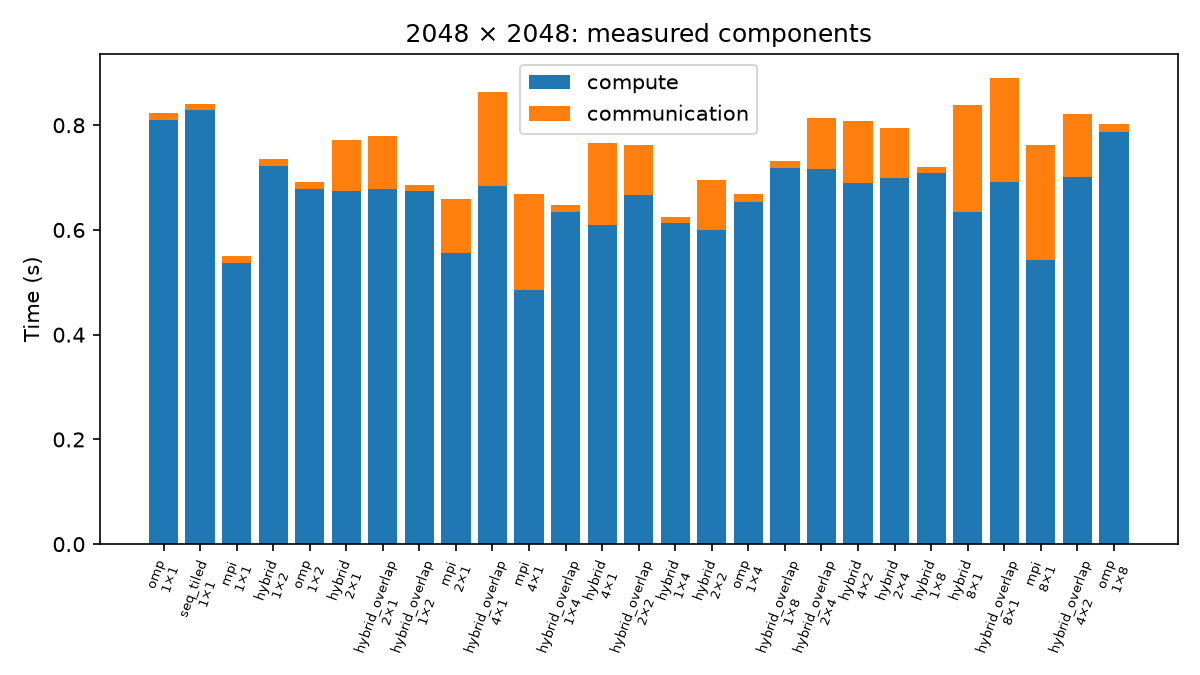 2048 × 2048: measured components
compute
communication
Time (s)
0.8
0.6
0.4
0.2
0.0
omp
1×1
seq_tiled
1×1
mpi
1×1
hybrid
1×2
omp
1×2
hybrid
2×1
hybrid_overlap
2×1
hybrid_overlap
1×2
mpi
2×1
hybrid_overlap
4×1
mpi
4×1
hybrid_overlap
1×4
hybrid
4×1
hybrid_overlap
2×2
hybrid
1×4
hybrid
2×2
omp
1×4
hybrid_overlap
1×8
hybrid_overlap
2×4
hybrid
4×2
hybrid
2×4
hybrid
1×8
hybrid
8×1
hybrid_overlap
8×1
mpi
8×1
hybrid_overlap
4×2
omp
1×8